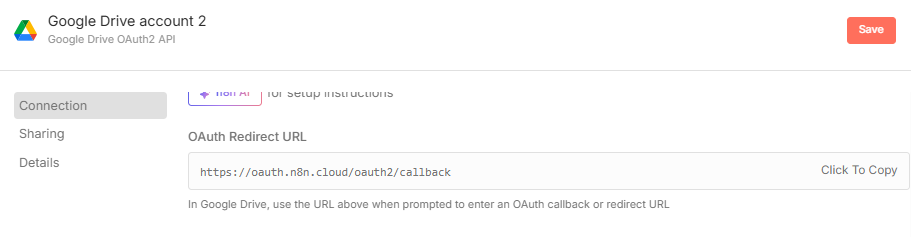 Google Drive account 2
Google Drive OAuth2 API
Save
Connection
Sharing
Details
n8n AI for setup instructions
OAuth Redirect URL
https://oauth.n8n.cloud/oauth2/callback
Click To Copy
In Google Drive, use the URL above when prompted to enter an OAuth callback or redirect URL